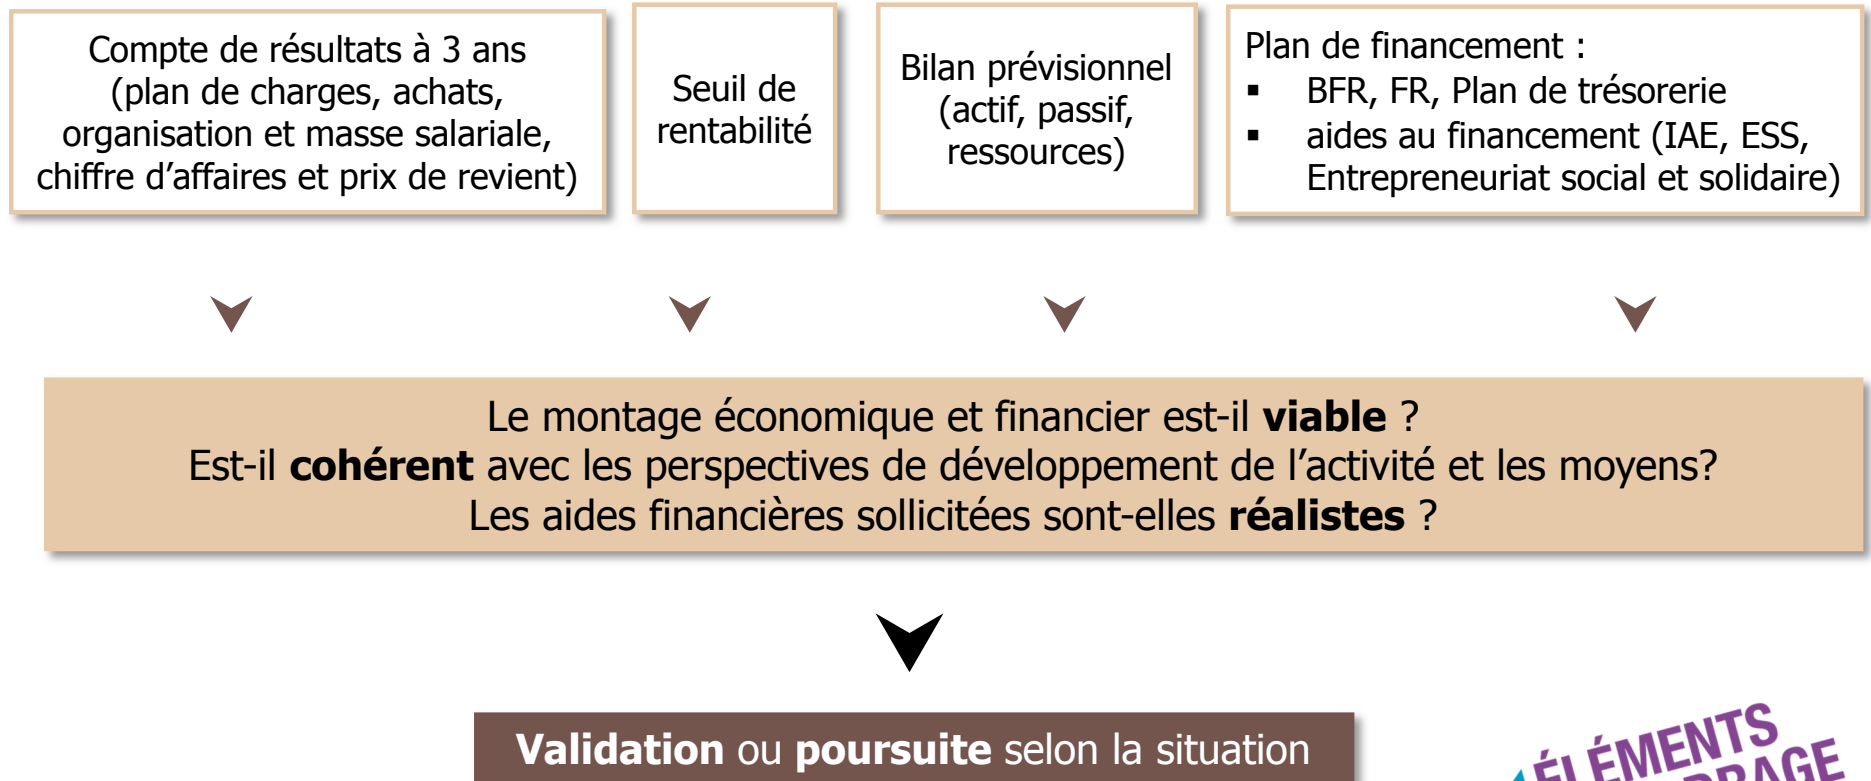 Compte de résultats à 3 ans
(plan de charges, achats,
organisation et masse salariale,
chiffre d’affaires et prix de revient)
Seuil de
rentabilité
Bilan prévisionnel
(actif, passif,
ressources)
Plan de financement :
▪ BFR, FR, Plan de trésorerie
▪ aides au financement (IAE, ESS,
Entrepreneuriat social et solidaire)
Le montage économique et financier est-il viable ?
Est-il cohérent avec les perspectives de développement de l’activité et les moyens?
Les aides financières sollicitées sont-elles réalistes ?
Validation ou poursuite selon la situation
ÉLÉMENTS